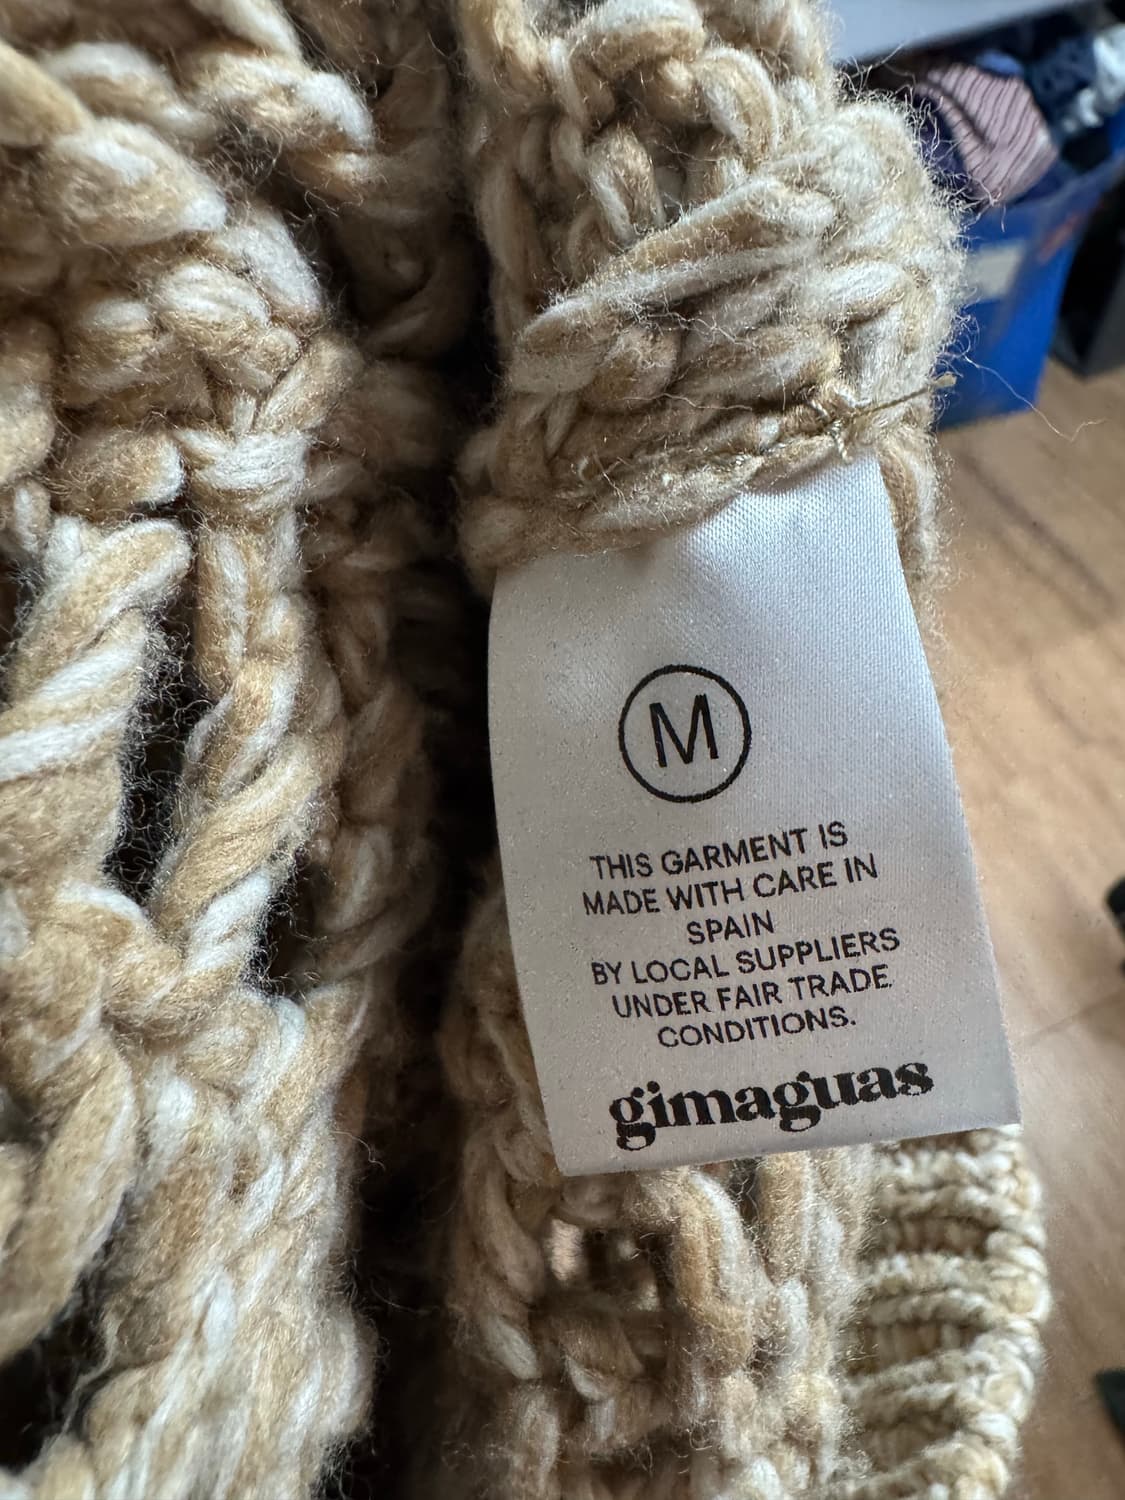 M
THIS GARMENT IS
MADE WITH CARE IN
SPAIN
BY LOCAL SUPPLIERS
UNDER FAIR TRADE
CONDITIONS.
gimaguas